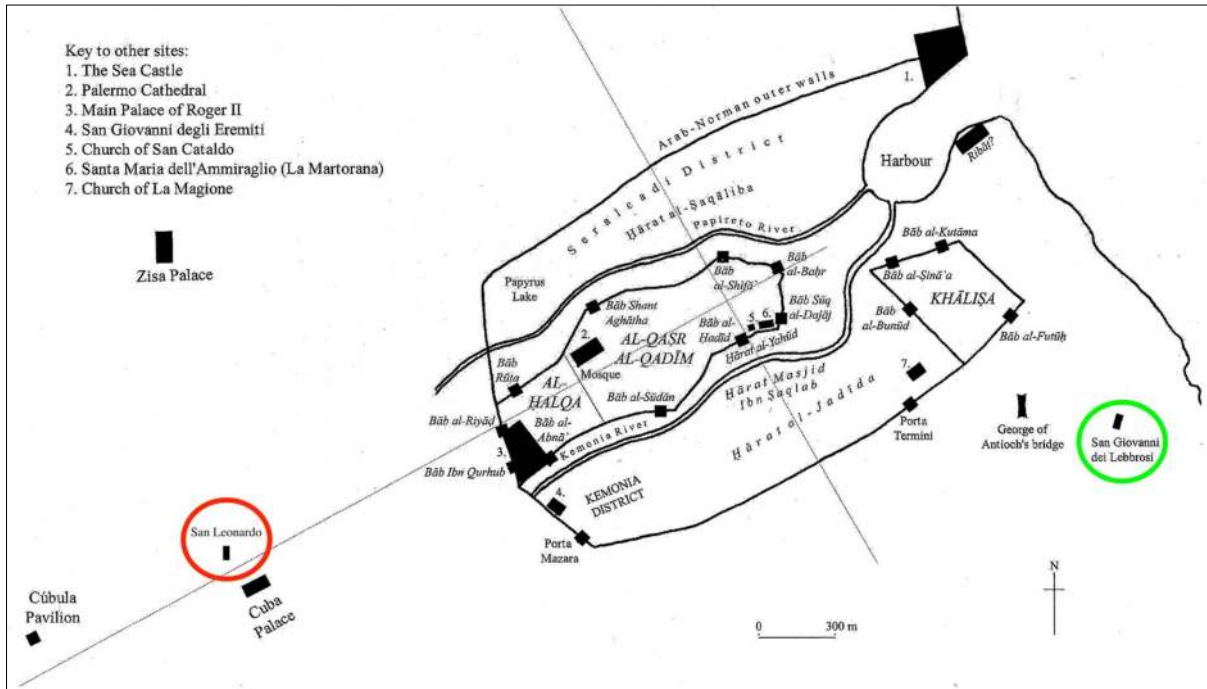 Key to other sites:
1. The Sea Castle
2. Palermo Cathedral
3. Main Palace of Roger II
4. San Giovanni degli Eremiti
5. Church of San Cataldo
6. Santa Maria dell'Ammiraglio (La Martorana)
7. Church of La Magione
Zisa Palace
Arab-Norman outer walls
1.
Seralcadi District
Ḥārat al-Ṣaqāliba
Papireto River
Harbour
Ribāṭ?
Papyrus
Lake
Bāb Shant
Aghātha
Bāb
al-Shifā'
Bāb
al-Baḥr
Bāb al-Kutāma
Bāb al-Ṣinā'a
KHĀLIṢA
Bāb
al-Bunūd
Bāb al-Futūḥ
Bāb Sūq
al-Dajāj
5.
6.
Bāb al-
Hadīd
Ḥārat al-Yahūd
2.
Mosque
AL-QAṢR
AL-QADĪM
Bāb
Rūṭa
AL-
ḤALQA
Bāb al-Sūdān
Ḥārat Masjid
Ibn Ṣaqlab
Ḥārat al-Jadīda
7.
Porta
Termini
George of
Antioch's bridge
San Giovanni
dei Lebbrosi
Bāb al-Riyāḍ
Bāb al-
Abnā'
Kemonia River
3.
Bāb Ibn Qurhub
4.
KEMONIA
DISTRICT
Porta
Mazara
San Leonardo
Cúbula
Pavilion
Cuba
Palace
N
0
300 m